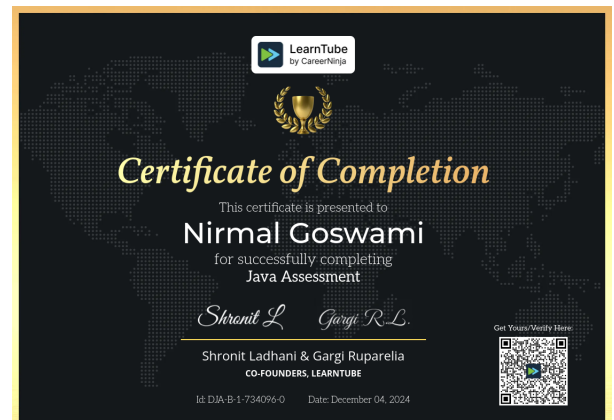 LearnTube
by CareerNinja
Certificate of Completion
This certificate is presented to
Nirmal Goswami
for successfully completing
Java Assessment
Shronit L
Gargi R.L.
Get Yours/Verify Here:
Shronit Ladhani & Gargi Ruparelia
CO-FOUNDERS, LEARNTUBE
Id: DJA-B-1-734096-0 Date: December 04, 2024